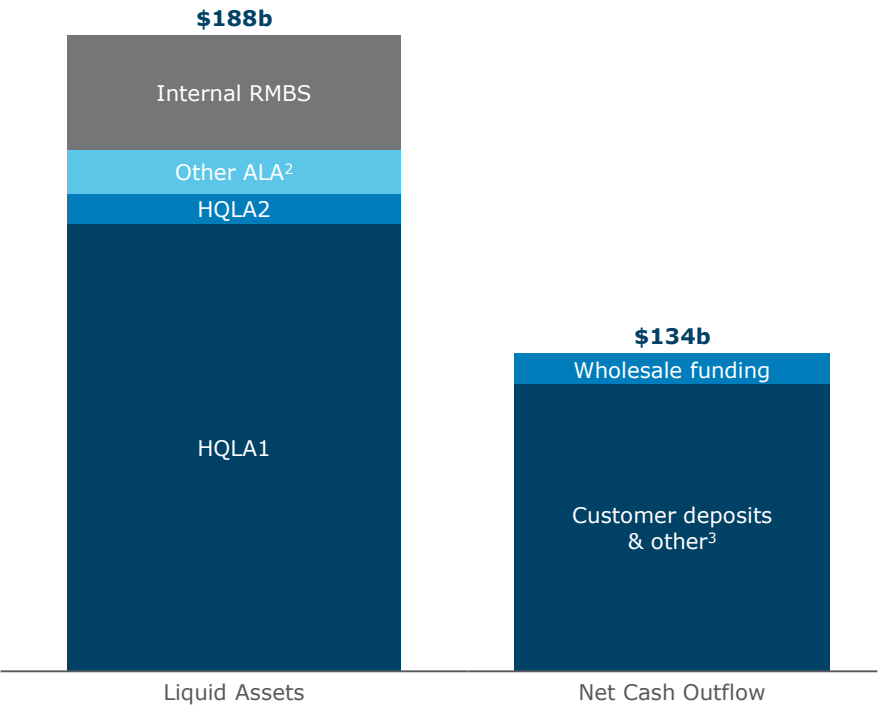 $188b
Internal RMBS
Other ALA²
HQLA2
HQLA1
$134b
Wholesale funding
Customer deposits
& other³
Liquid Assets
Net Cash Outflow